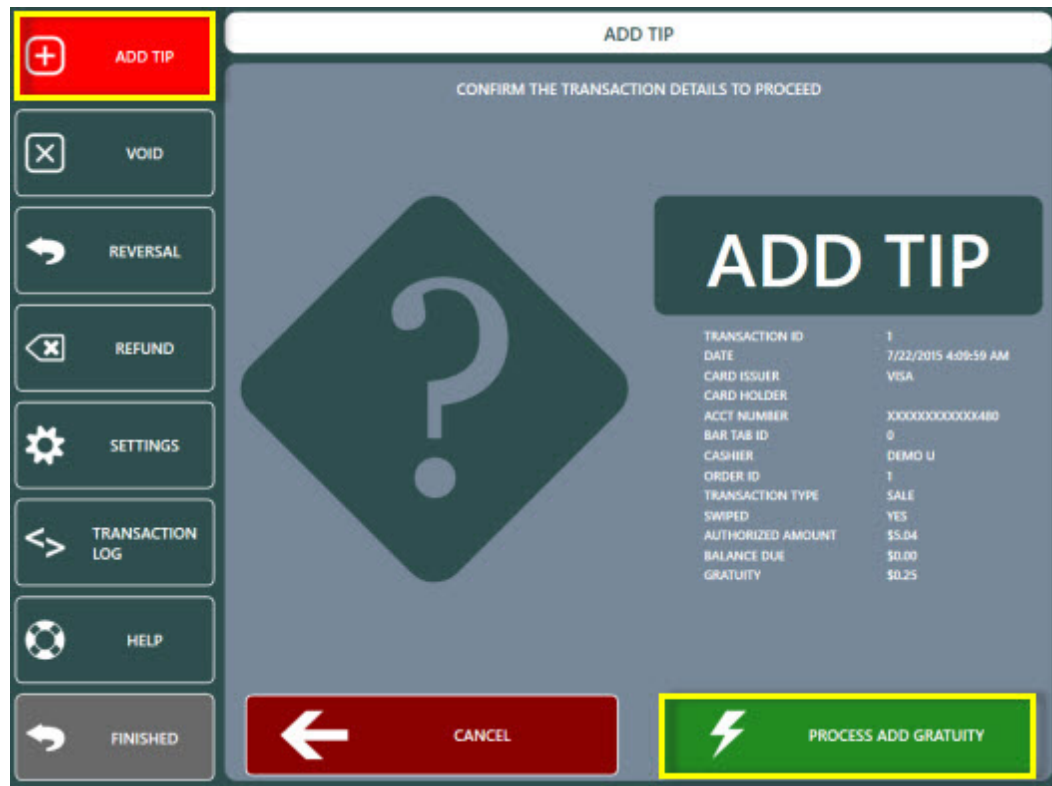 ADD TIP
VOID
REVERSAL
REFUND
SETTINGS
TRANSACTION
LOG
HELP
FINISHED
ADD TIP
CONFIRM THE TRANSACTION DETAILS TO PROCEED
?
ADD TIP
TRANSACTION ID 1
DATE 7/22/2015 4:09:59 AM
CARD ISSUER VISA
CARD HOLDER
ACCT NUMBER XXXXXXXXXXXX480
BAR TAB ID 0
CASHIER DEMO U
ORDER ID 1
TRANSACTION TYPE SALE
SWIPED YES
AUTHORIZED AMOUNT $5.04
BALANCE DUE $0.00
GRATUITY $0.25
CANCEL
PROCESS ADD GRATUITY